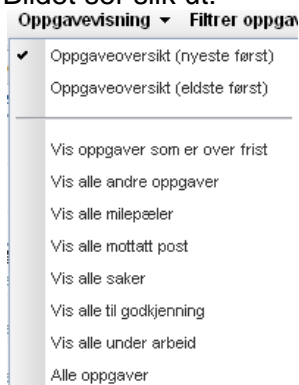 Bildet ser slik ut:
Oppgavevisning Filtrer oppgav
Oppgaveoversikt (nyeste først)
Oppgaveoversikt (eldste først)
Vis oppgaver som er over frist
Vis alle andre oppgaver
Vis alle milepæler
Vis alle mottatt post
Vis alle saker
Vis alle til godkjenning
Vis alle under arbeid
Alle oppgaver